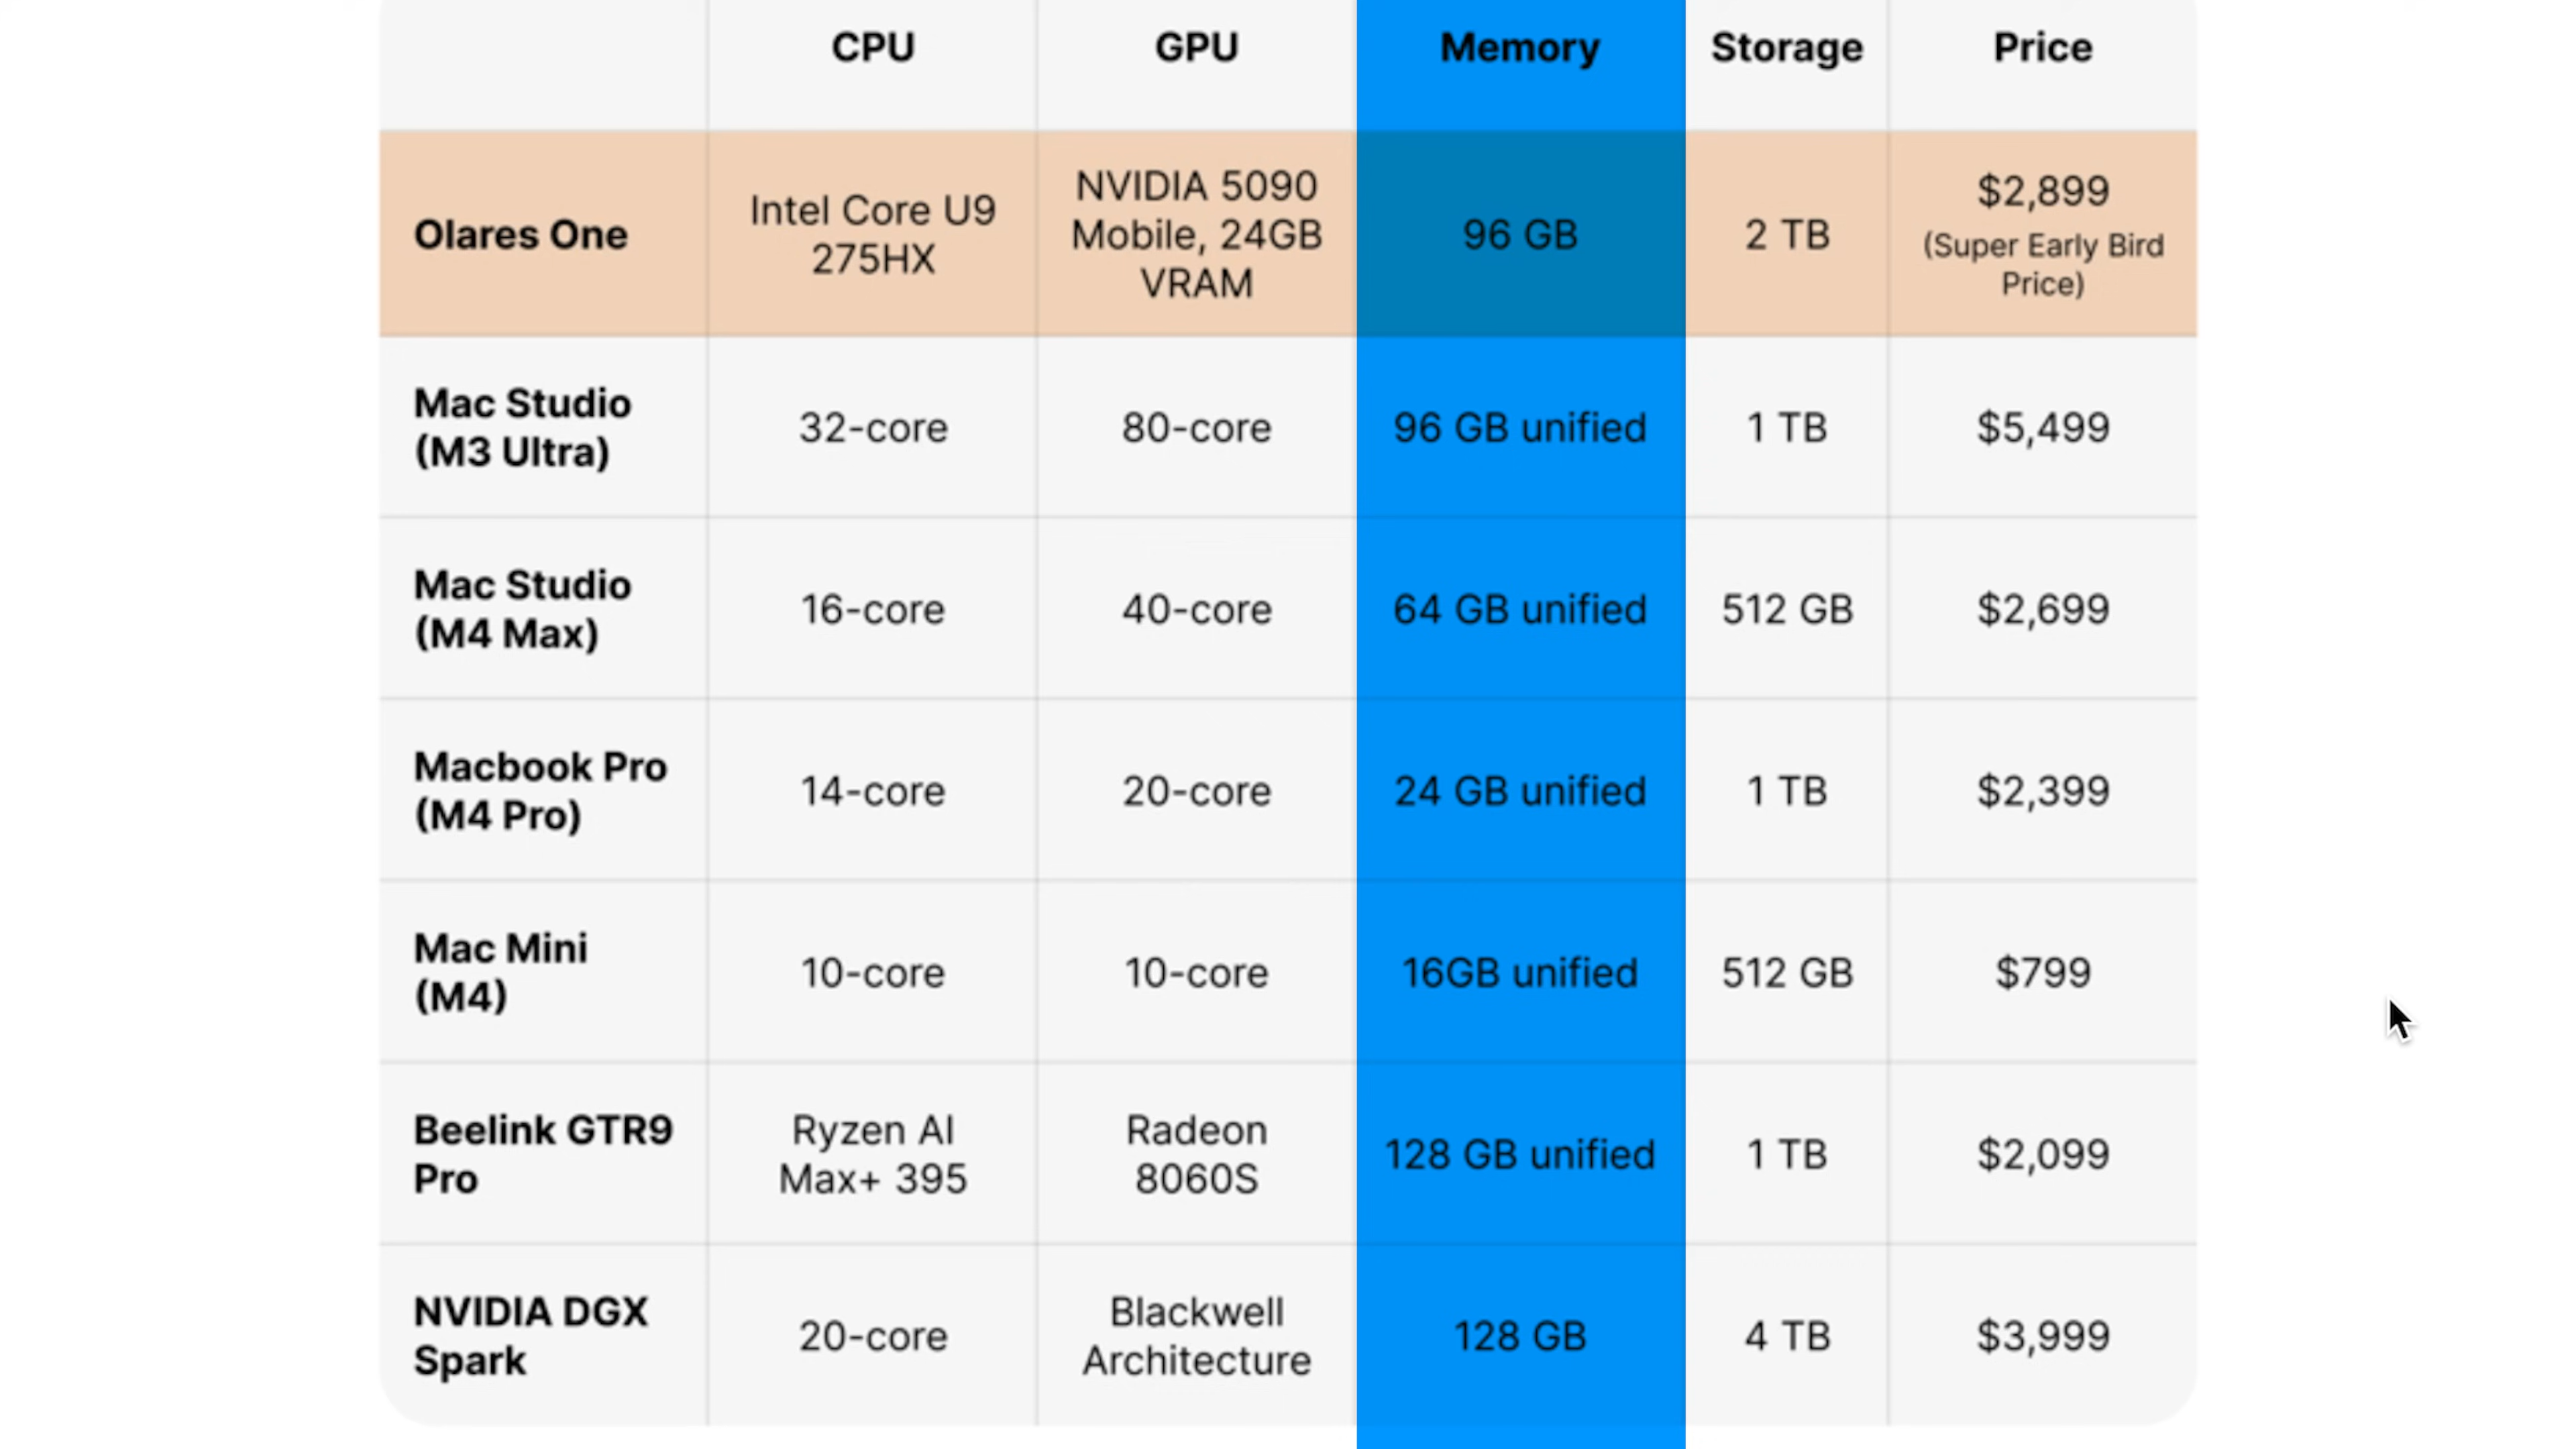 CPU GPU Memory Storage Price
Olares One
Intel Core U9
275HX
NVIDIA 5090
Mobile, 24GB
VRAM
96 GB
2 TB
$2,899
(Super Early Bird
Price)
Mac Studio
(M3 Ultra)
32-core
80-core
96 GB unified
1 TB
$5,499
Mac Studio
(M4 Max)
16-core
40-core
64 GB unified
512 GB
$2,699
Macbook Pro
(M4 Pro)
14-core
20-core
24 GB unified
1 TB
$2,399
Mac Mini
(M4)
10-core
10-core
16GB unified
512 GB
$799
Beelink GTR9
Pro
Ryzen AI
Max+ 395
Radeon
8060S
128 GB unified
1 TB
$2,099
NVIDIA DGX
Spark
20-core
Blackwell
Architecture
128 GB
4 TB
$3,999